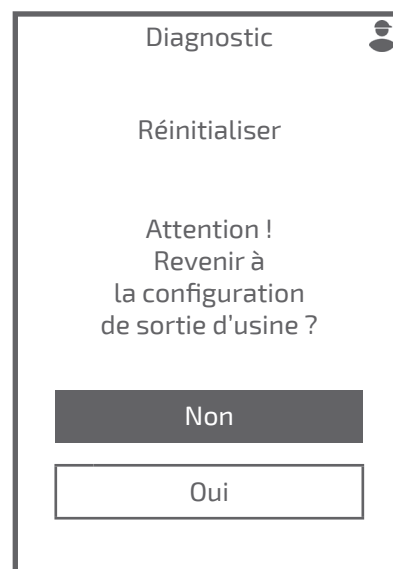 Diagnostic
Réinitialiser
Attention !
Revenir à
la configuration
de sortie d'usine ?
Non
Oui